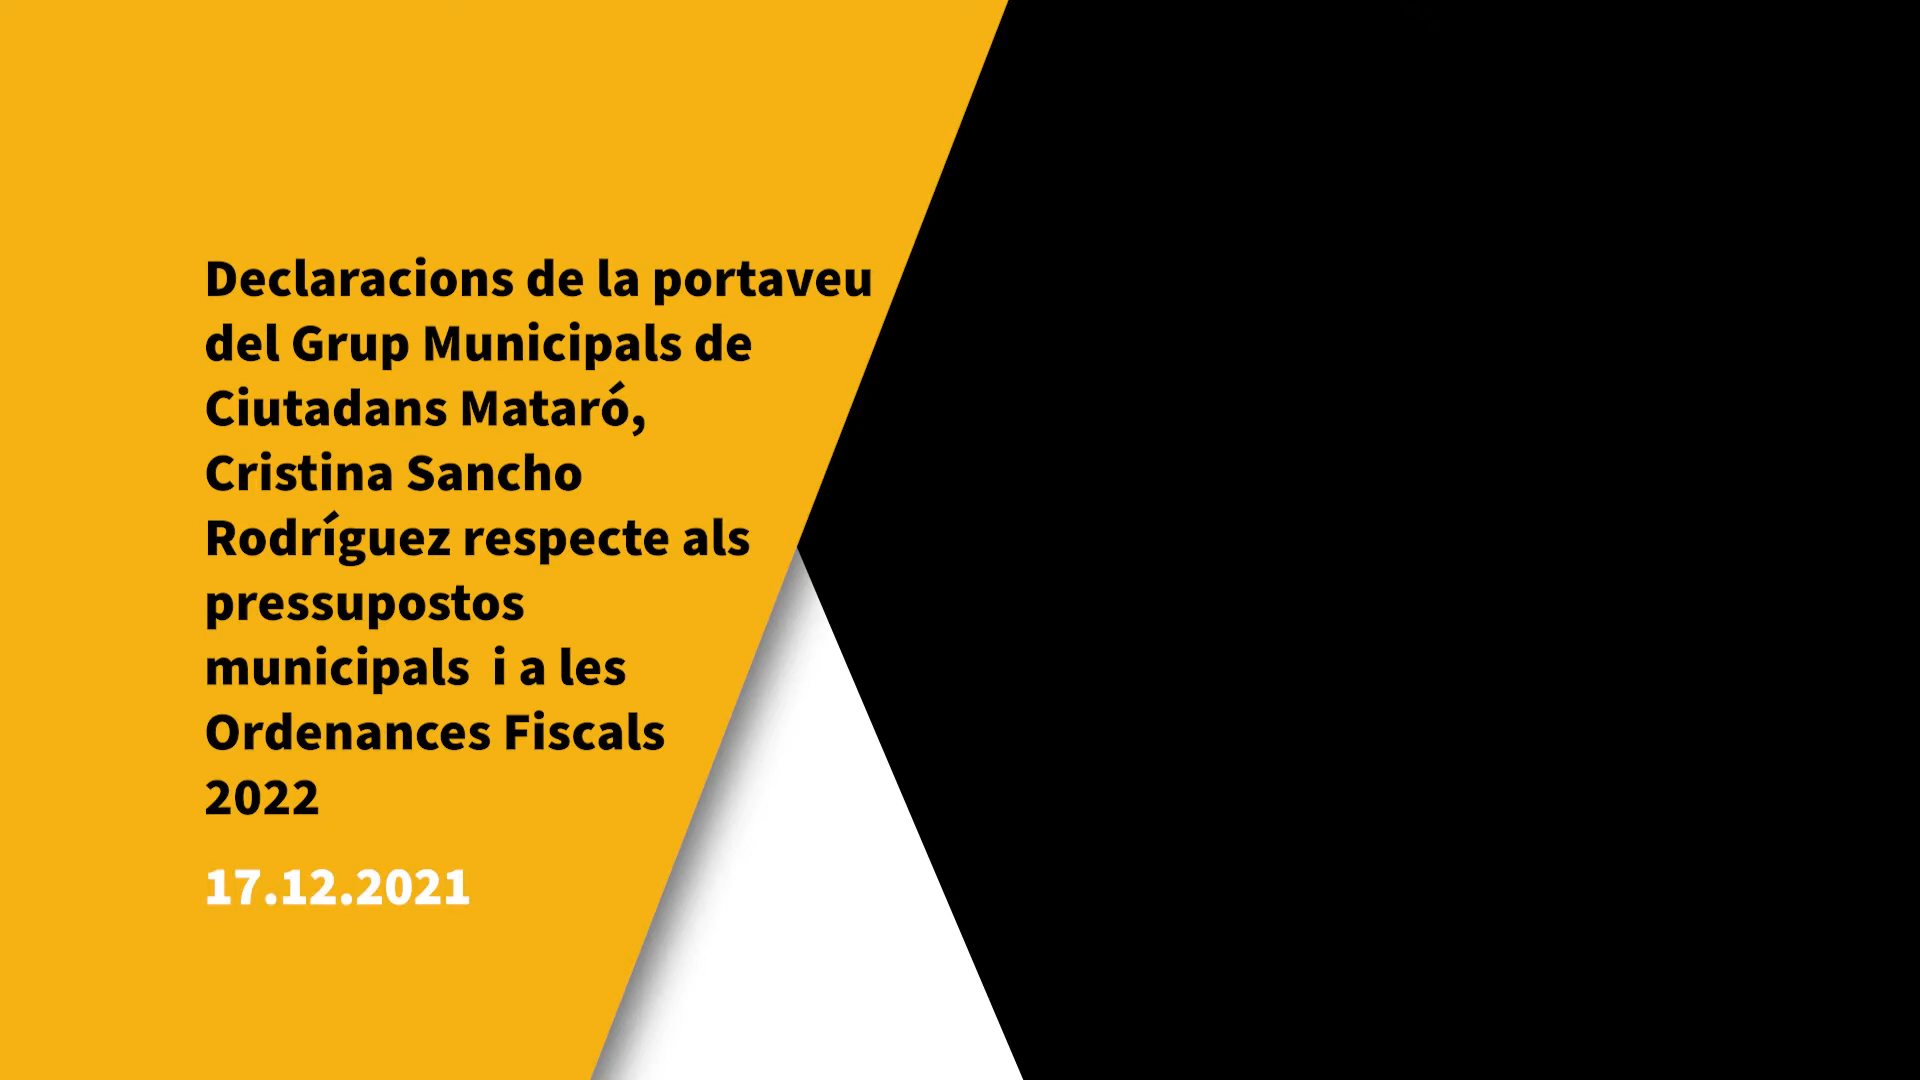 Declaracions de la portaveu
del Grup Municipals de
Ciutadans Mataró,
Cristina Sancho
Rodríguez respecte als
pressupostos
municipals  i a les
Ordenances Fiscals
2022
17.12.2021